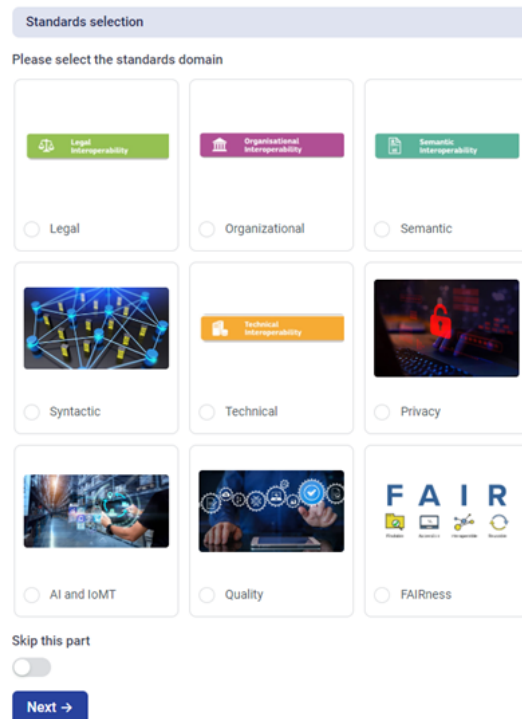 Standards selection
Please select the standards domain
Legal
Interoperability
Organisational
Interoperability
Semantic
Interoperability
Legal
Organizational
Semantic
Technical
Interoperability
Syntactic
Technical
Privacy
F A I R
AI and IoMT
Quality
FAIRness
Skip this part
Next →